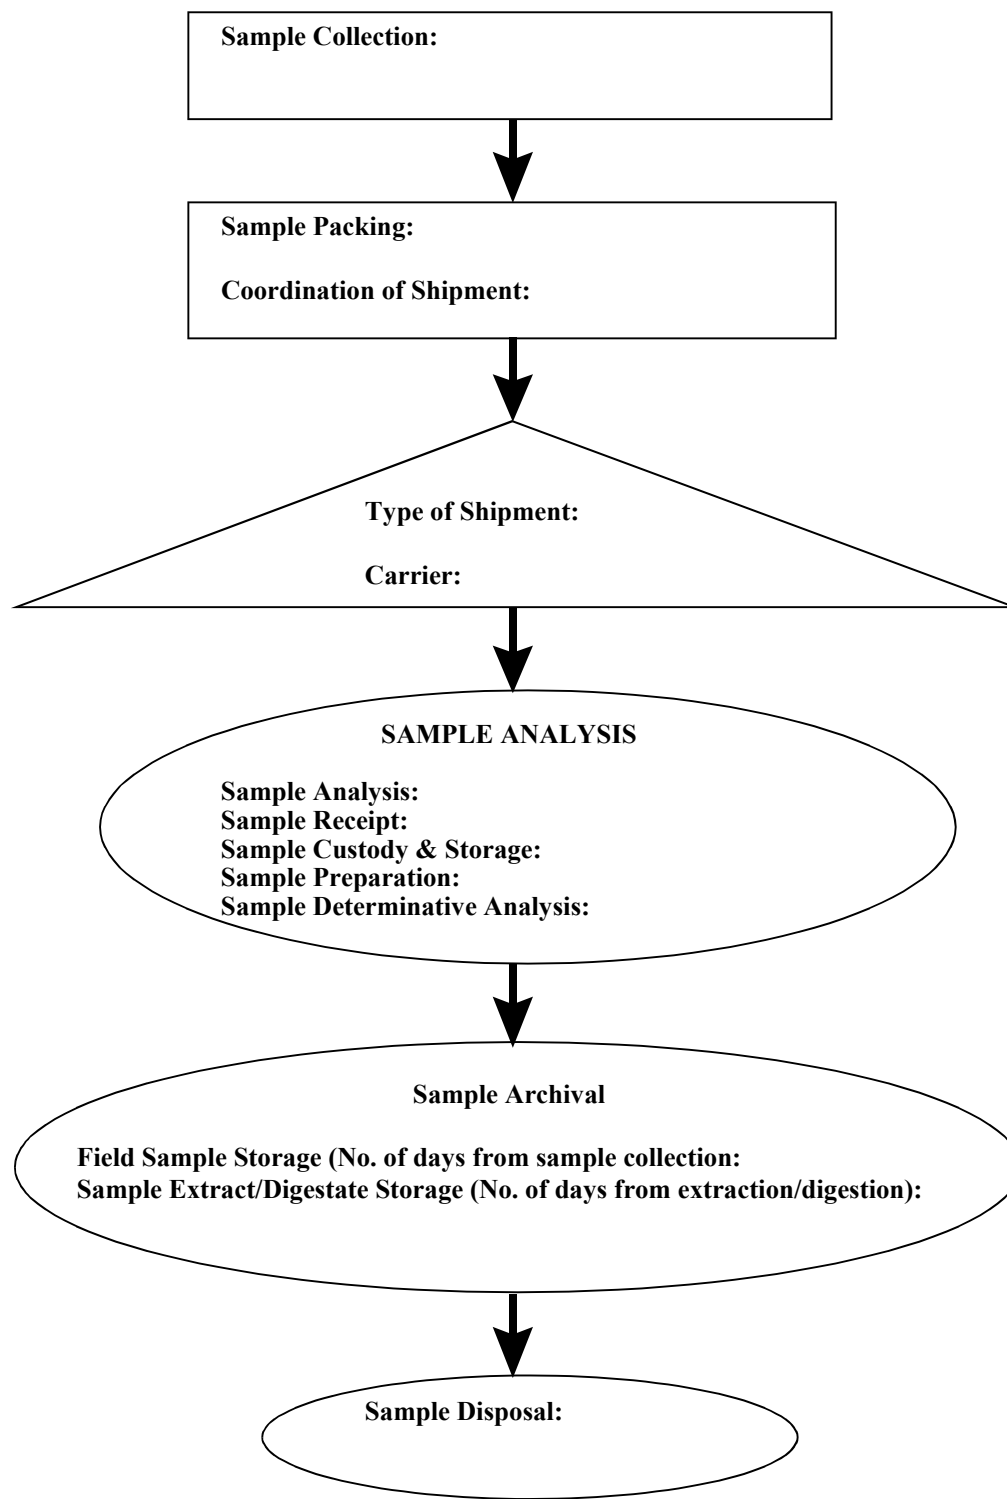 Sample Collection:
Sample Packing:
Coordination of Shipment:
Type of Shipment:
Carrier:
SAMPLE ANALYSIS
Sample Analysis:
Sample Receipt:
Sample Custody & Storage:
Sample Preparation:
Sample Determinative Analysis:
Sample Archival
Field Sample Storage (No. of days from sample collection:
Sample Extract/Digestate Storage (No. of days from extraction/digestion):
Sample Disposal: